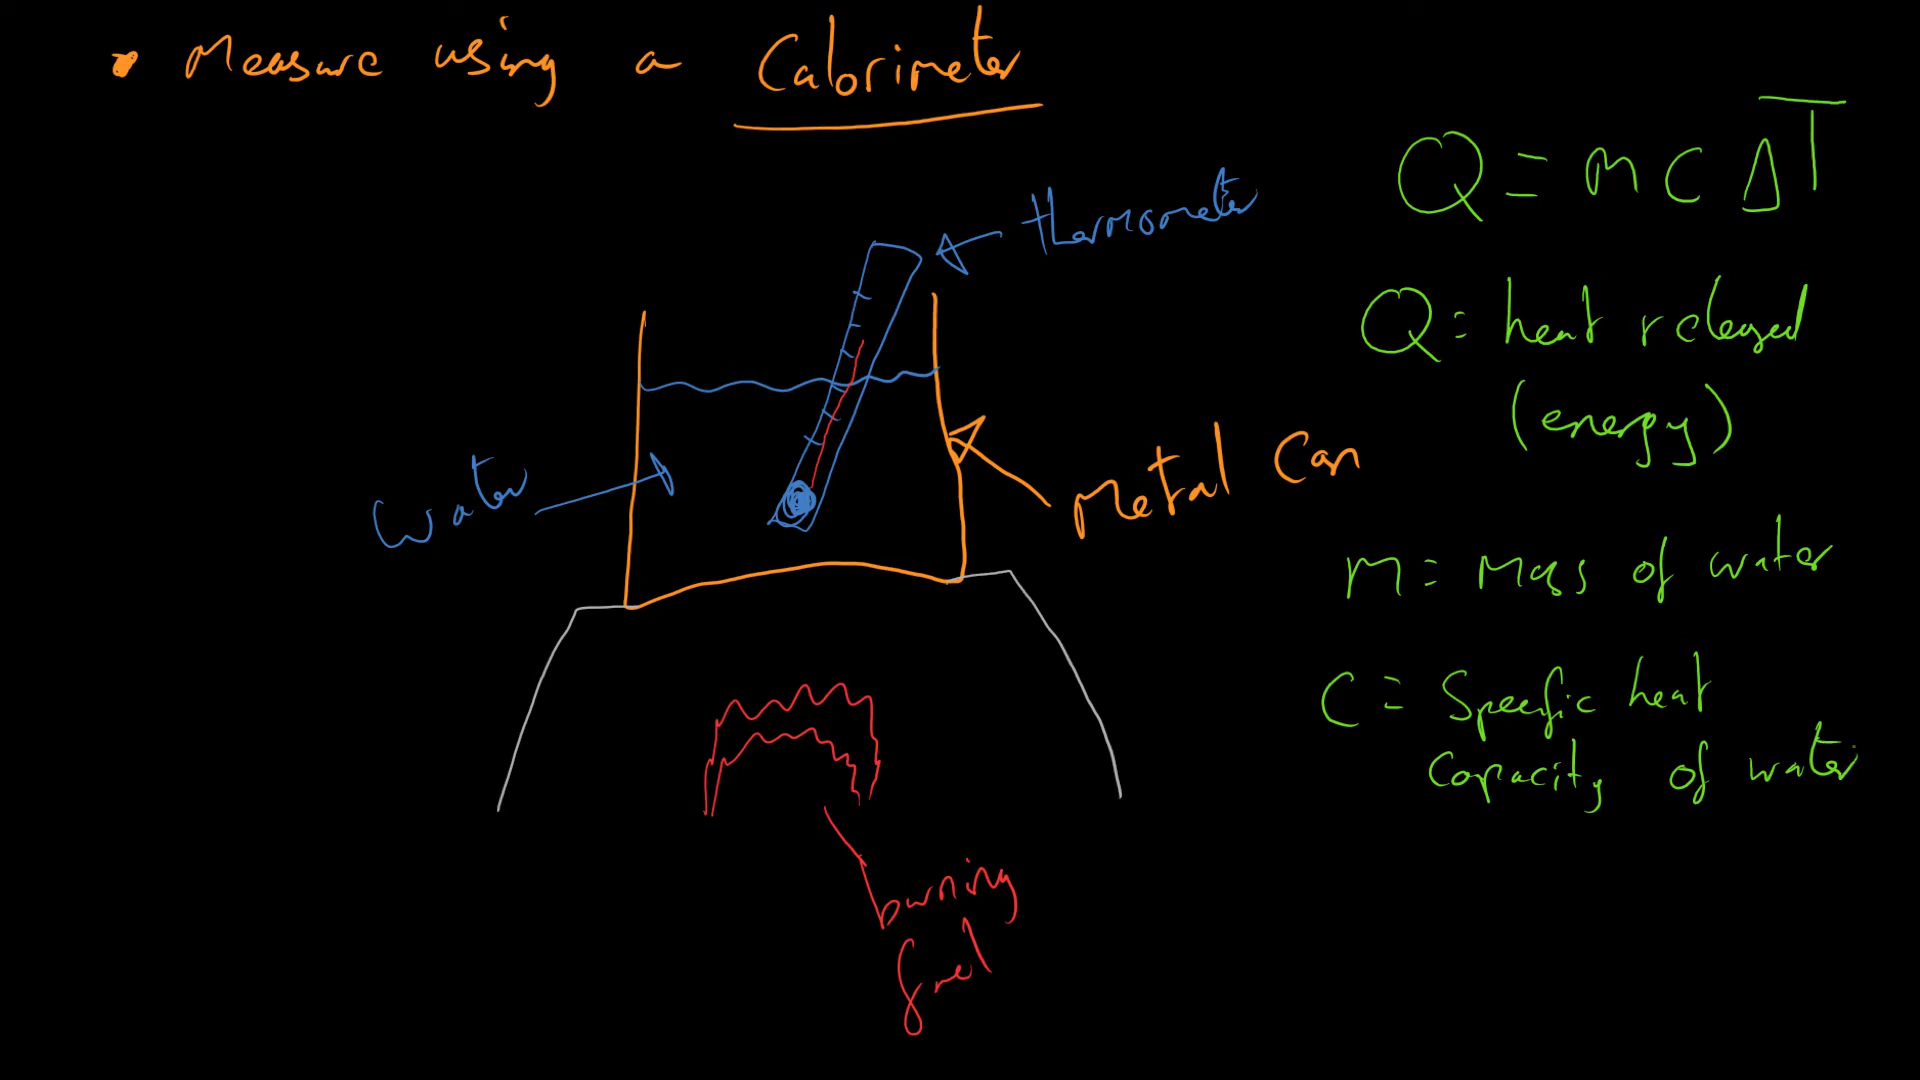 • Measure using a Calorimeter
thermometer
water
Metal Can
burning
fuel
Q = m c ΔT
Q = heat released
(energy)
M = Mass of water
C = Specific heat
capacity of water